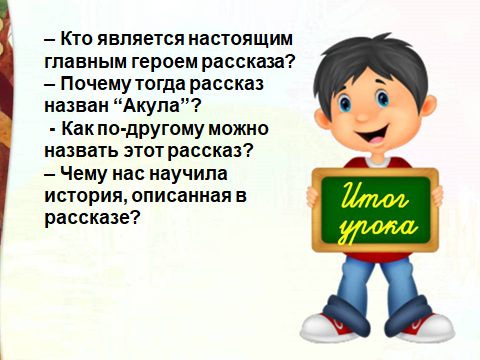 – Кто является настоящим
главным героем рассказа?
– Почему тогда рассказ
назван “Акула”?
- Как по-другому можно
назвать этот рассказ?
– Чему нас научила
история, описанная в
рассказе?
Итог
урока